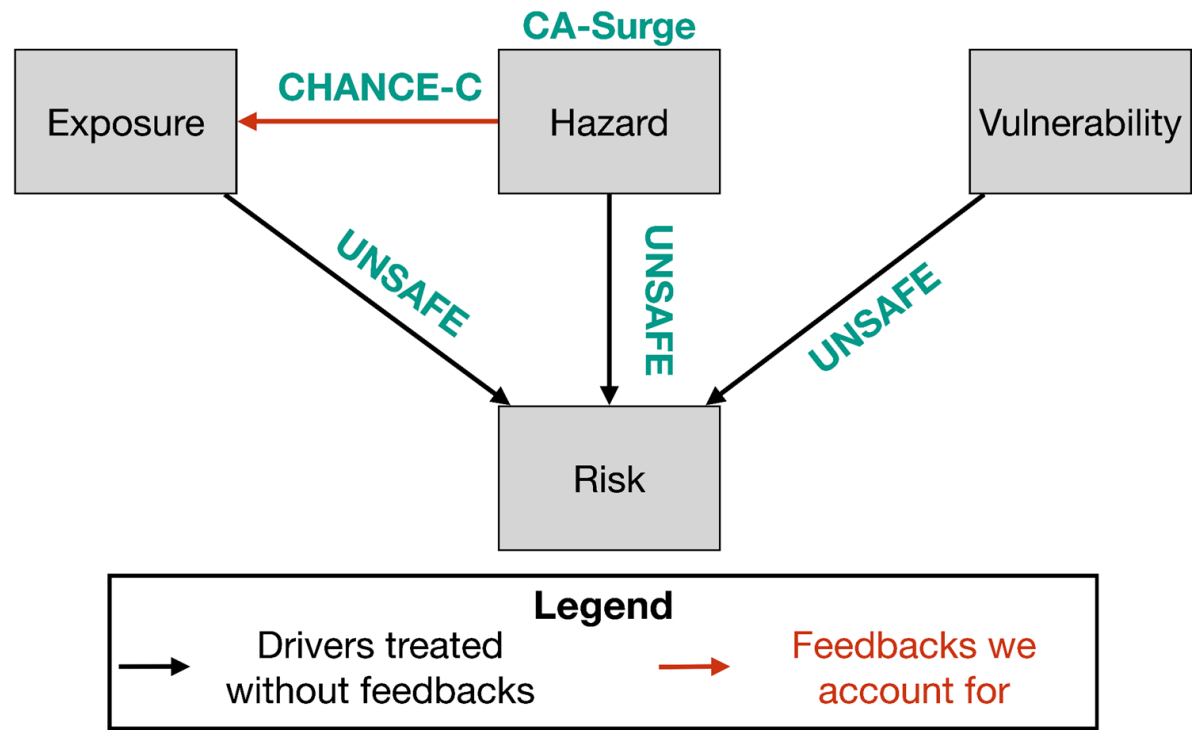 CA-Surge
CHANCE-C
Exposure
Hazard
Vulnerability
UNSAFE
UNSAFE
UNSAFE
Risk
Legend
Drivers treated
without feedbacks
Feedbacks we
account for